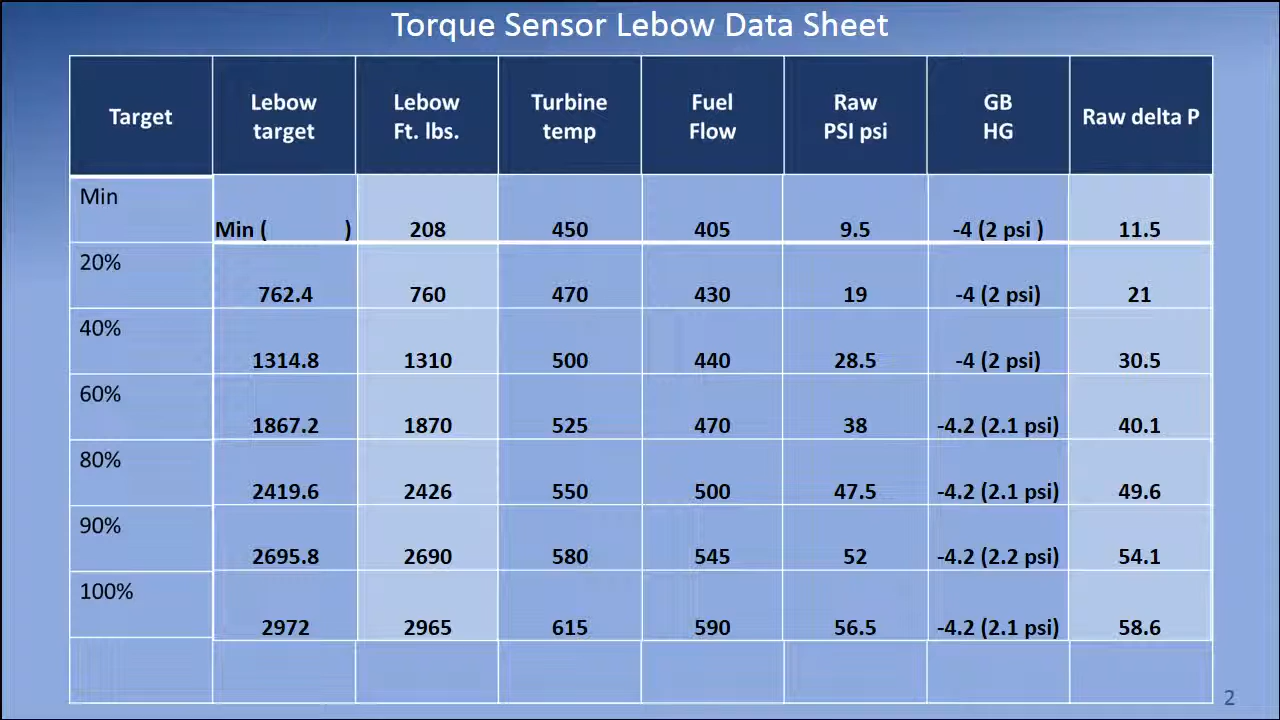 Torque Sensor Lebow Data Sheet
Target Lebow target Lebow Ft. lbs. Turbine temp Fuel Flow Raw PSI psi GB HG Raw delta P
Min Min ( ) 208 450 405 9.5 -4 (2 psi ) 11.5
20% 762.4 760 470 430 19 -4 (2 psi) 21
40% 1314.8 1310 500 440 28.5 -4 (2 psi) 30.5
60% 1867.2 1870 525 470 38 -4.2 (2.1 psi) 40.1
80% 2419.6 2426 550 500 47.5 -4.2 (2.1 psi) 49.6
90% 2695.8 2690 580 545 52 -4.2 (2.2 psi) 54.1
100% 2972 2965 615 590 56.5 -4.2 (2.1 psi) 58.6
2